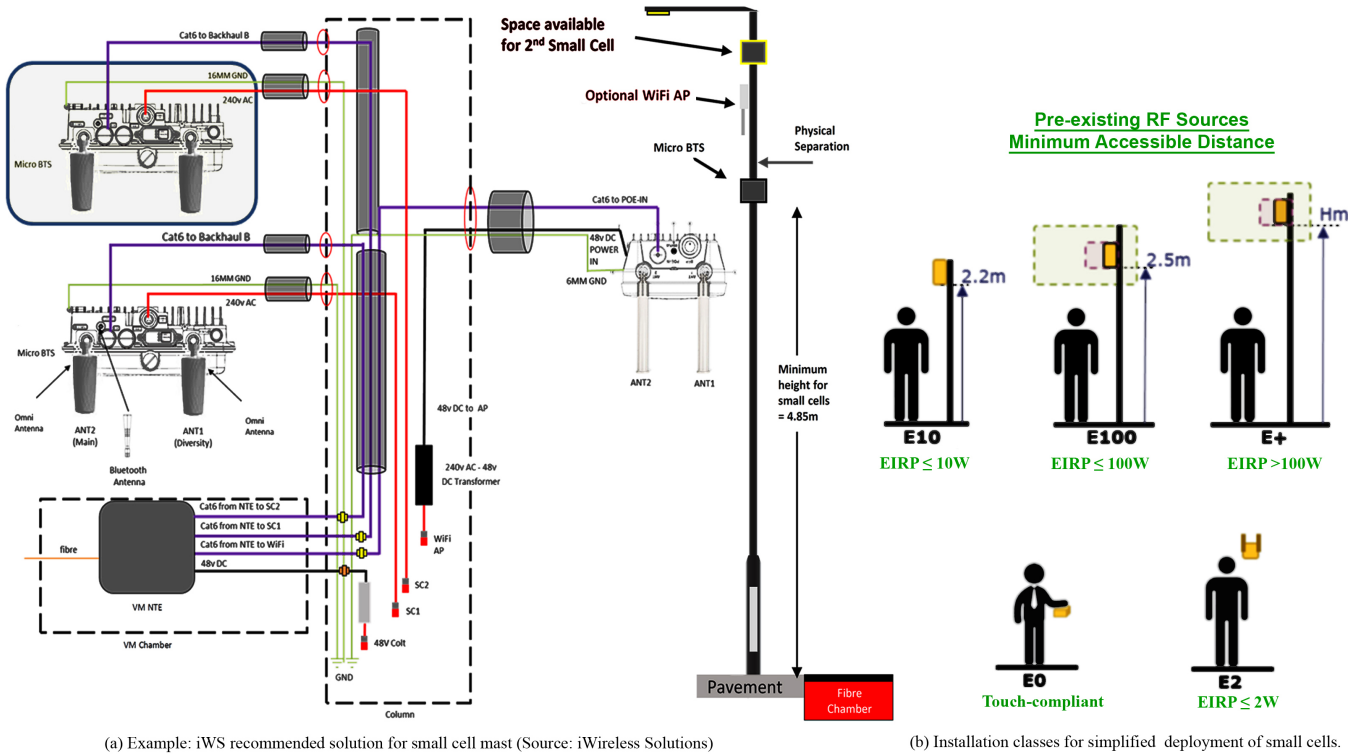 Cat6 to Backhaul B
16MM GND
240v AC
Micro BTS
Cat6 to Backhaul B
16MM GND
240v AC
Micro BTS
Omni
Antenna
ANT2
(Main)
Bluetooth
Antenna
ANT1
(Diversity)
Omni
Antenna
Cat6 from NTE to SC2
Cat6 from NTE to SC1
Cat6 from NTE to WiFi
48v DC
fibre
VM NTE
VM Chamber
GND
48V Colt
SC1
SC2
WiFi
AP
240v AC - 48v
DC Transformer
48v DC to AP
Column
Cat6 to POE-IN
48v DC
POWER
IN
6MM GND
ANT2
ANT1
Space available
for 2nd Small Cell
Optional WiFi AP
Micro BTS
Physical
Separation
Minimum
height for
small cells
= 4.85m
Pavement
Fibre
Chamber
(a) Example: iWS recommended solution for small cell mast (Source: iWireless Solutions)
Pre-existing RF Sources
Minimum Accessible Distance
2.2m
E10
EIRP ≤ 10W
2.5m
E100
EIRP ≤ 100W
Hm
E+
EIRP >100W
E0
Touch-compliant
E2
EIRP ≤ 2W
(b) Installation classes for simplified deployment of small cells.